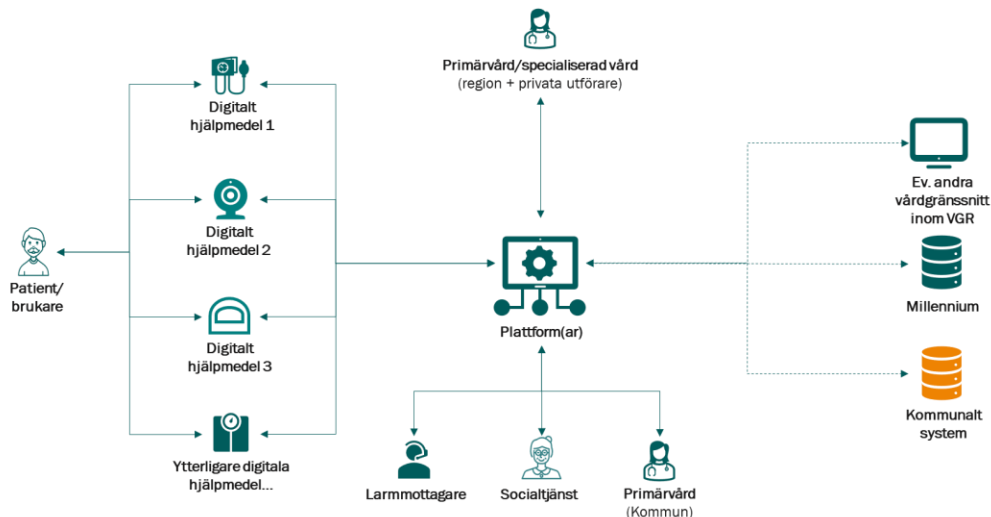 Primärvård/specialiserad vård
(region + privata utförare)
Digitalt
hjälpmedel 1
Digitalt
hjälpmedel 2
Digitalt
hjälpmedel 3
Ytterligare digitala
hjälpmedel...
Patient/
brukare
Plattform(ar)
Larmmottagare
Socialtjänst
Primärvård
(Kommun)
Ev. andra
vårdgränssnitt
inom VGR
Millennium
Kommunalt
system